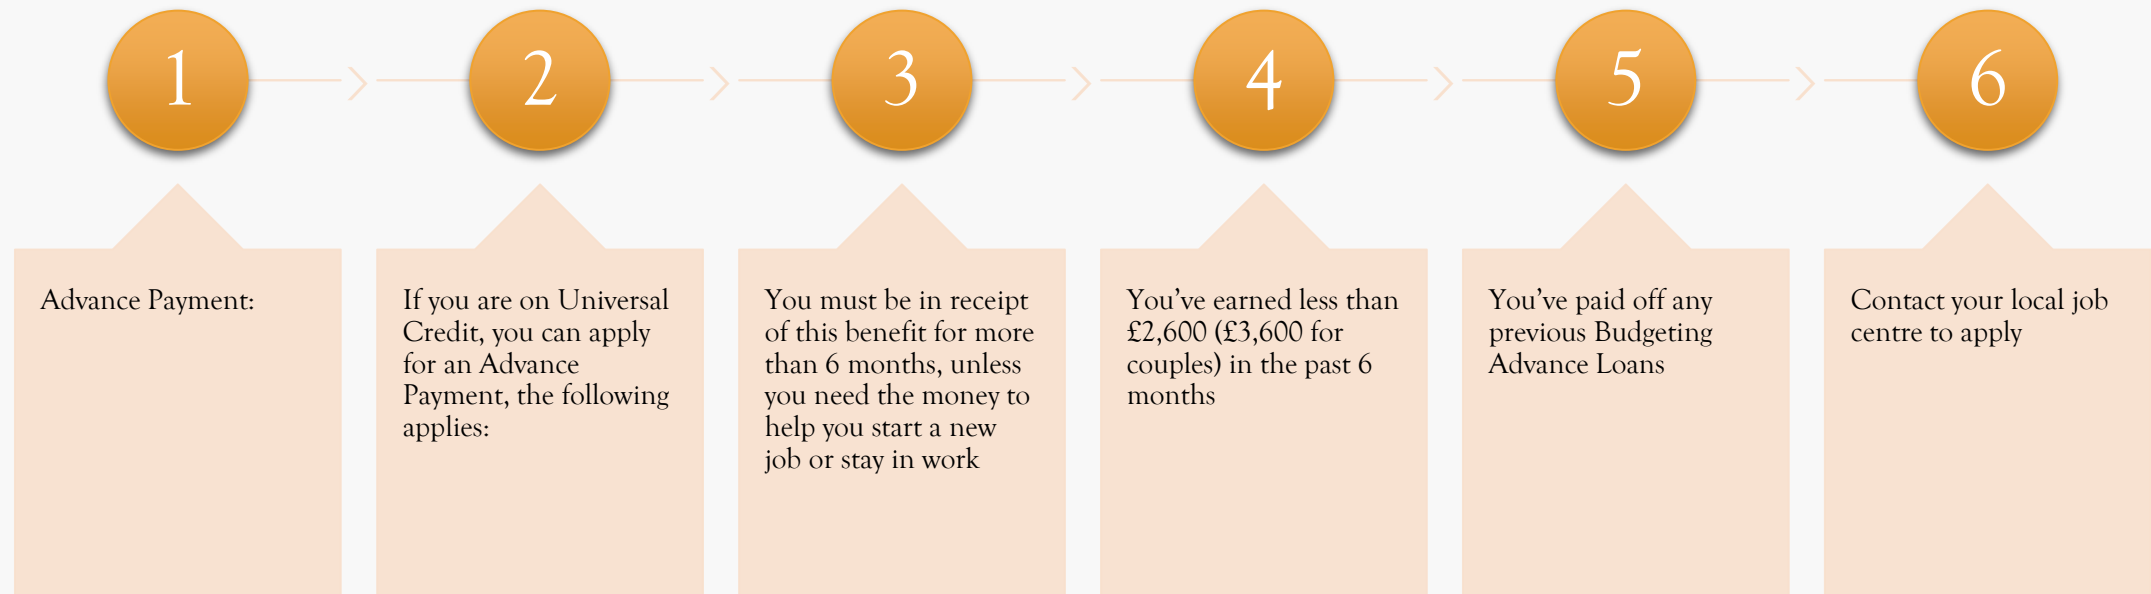 1
Advance Payment:
2
If you are on Universal
Credit, you can apply
for an Advance
Payment, the following
applies:
3
You must be in receipt
of this benefit for more
than 6 months, unless
you need the money to
help you start a new
job or stay in work
4
You’ve earned less than
£2,600 (£3,600 for
couples) in the past 6
months
5
You’ve paid off any
previous Budgeting
Advance Loans
6
Contact your local job
centre to apply